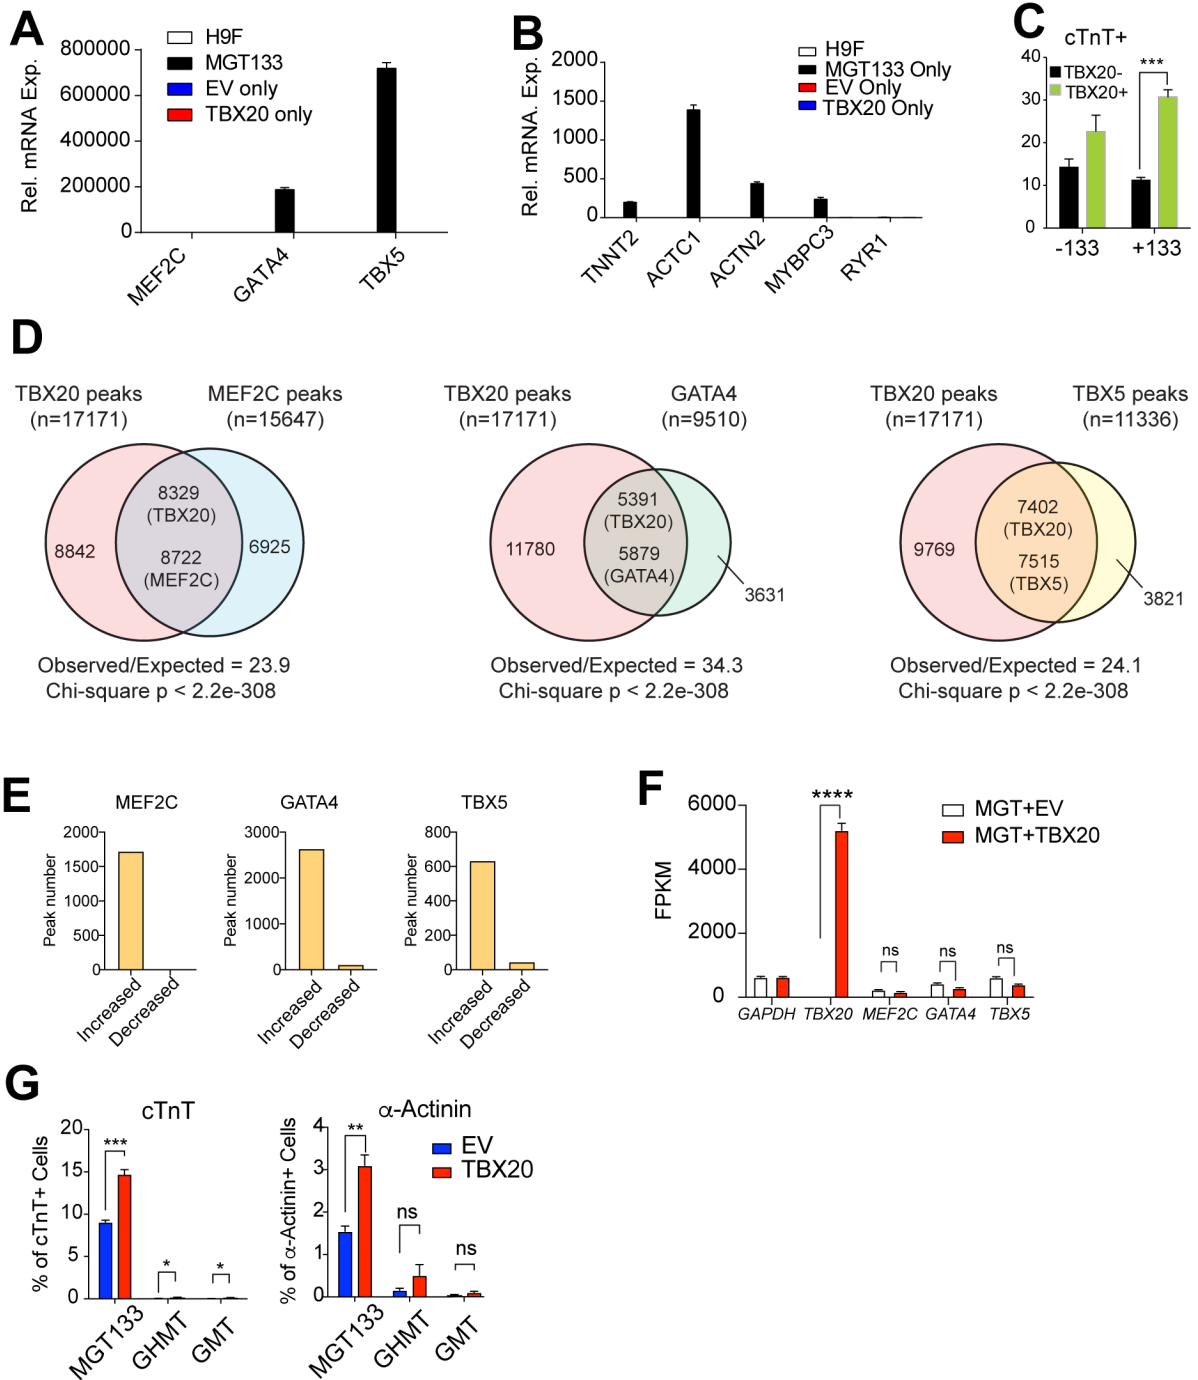 A
Rel. mRNA Exp.
800000
600000
400000
200000
0
H9F
MGT133
EV only
TBX20 only
MEF2C
GATA4
TBX5
B
Rel. mRNA. Exp.
2000
1500
1000
500
0
H9F
MGT133 Only
EV Only
TBX20 Only
TNNT2
ACTC1
ACTN2
MYBPC3
RYR1
C
cTnT+
40
30
20
10
0
TBX20-
TBX20+
***
-133
+133
D
TBX20 peaks
(n=17171)
MEF2C peaks
(n=15647)
8842
8329
(TBX20)
8722
(MEF2C)
6925
Observed/Expected = 23.9
Chi-square p < 2.2e-308
TBX20 peaks
(n=17171)
GATA4
(n=9510)
11780
5391
(TBX20)
5879
(GATA4)
3631
Observed/Expected = 34.3
Chi-square p < 2.2e-308
TBX20 peaks
(n=17171)
TBX5 peaks
(n=11336)
9769
7402
(TBX20)
7515
(TBX5)
3821
Observed/Expected = 24.1
Chi-square p < 2.2e-308
E
MEF2C
Peak number
2000
1500
1000
500
0
Increased
Decreased
GATA4
Peak number
3000
2000
1000
0
Increased
Decreased
TBX5
Peak number
800
600
400
200
0
Increased
Decreased
F
FPKM
6000
4000
2000
0
****
ns
ns
ns
MGT+EV
MGT+TBX20
GAPDH
TBX20
MEF2C
GATA4
TBX5
G
cTnT
% of cTnT+ Cells
20
15
10
5
0
***
*
*
MGT133
GHMT
GMT
α-Actinin
% of α-Actinin+ Cells
4
3
2
1
0
**
ns
ns
EV
TBX20
MGT133
GHMT
GMT